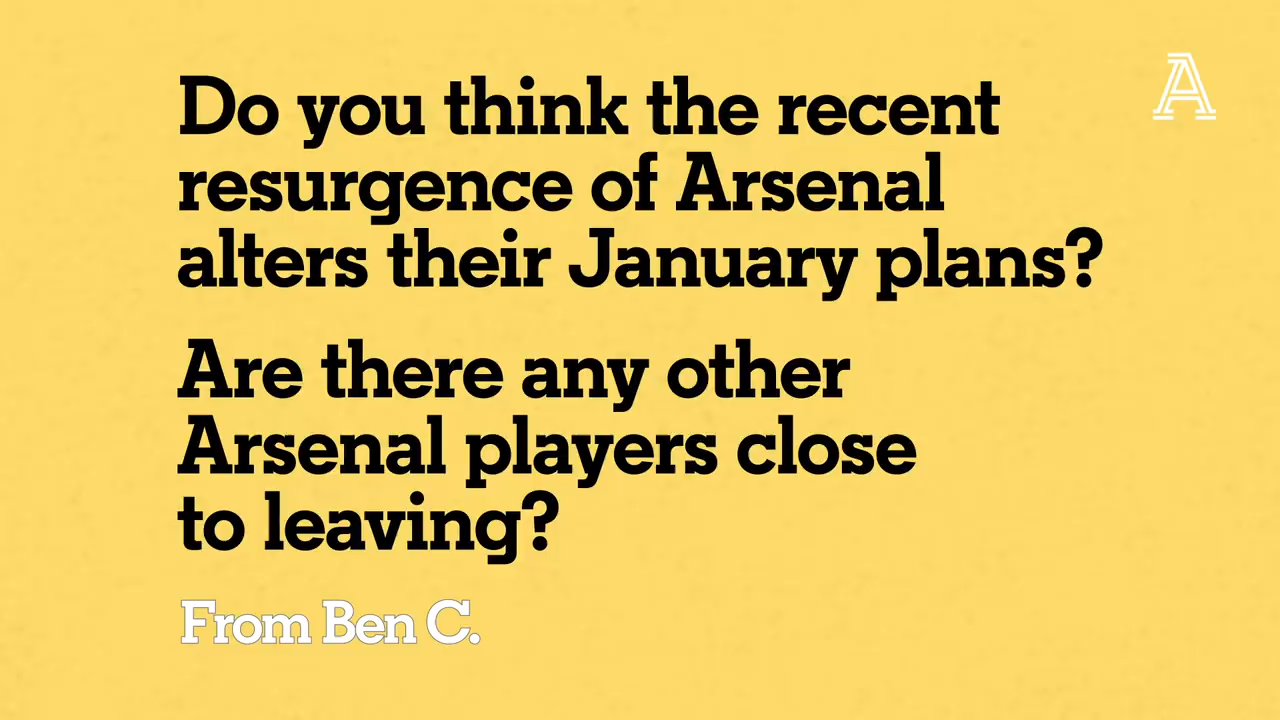 A
Do you think the recent
resurgence of Arsenal
alters their January plans?
Are there any other
Arsenal players close
to leaving?
From Ben C.